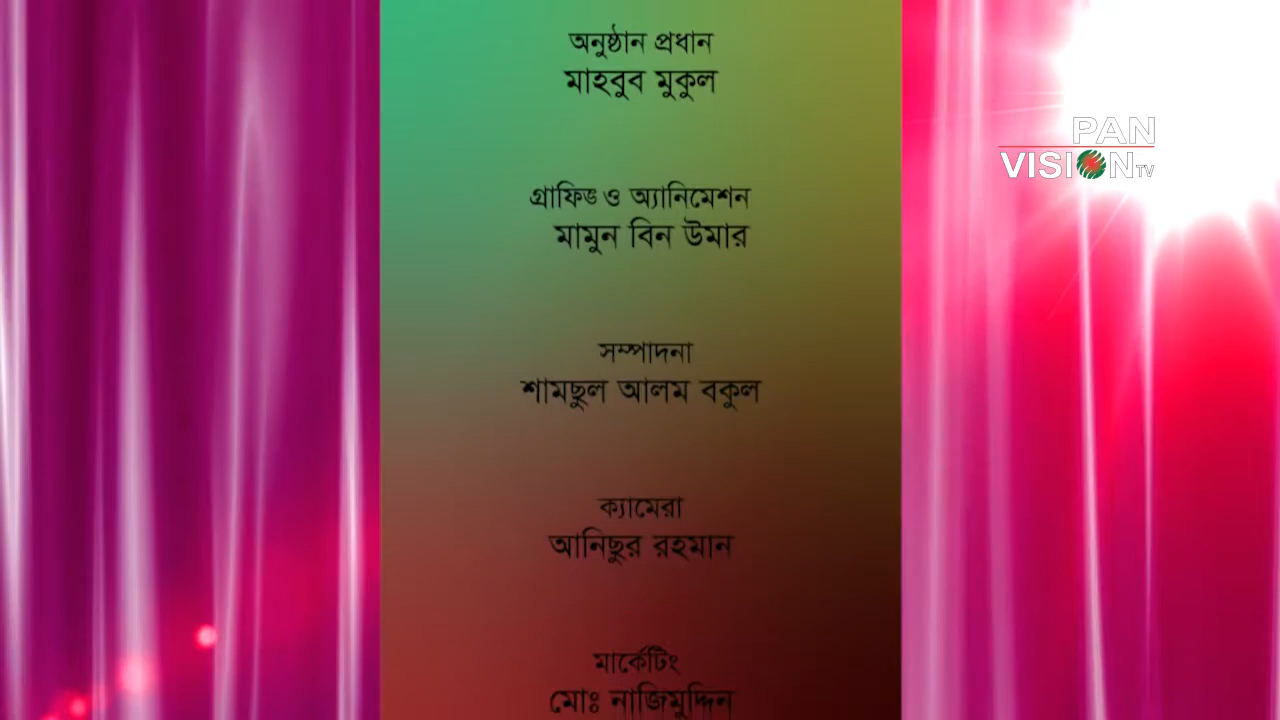 অনুষ্ঠান প্রধান
মাহবুব মুকুল
গ্রাফিঙ ও অ্যানিমেশন
মামুন বিন উমার
সম্পাদনা
শামছুল আলম বকুল
ক্যামেরা
আনিছুর রহমান
মার্কেটিং
মোঃ নাজিমুদ্দিন
PAN
VISION TV